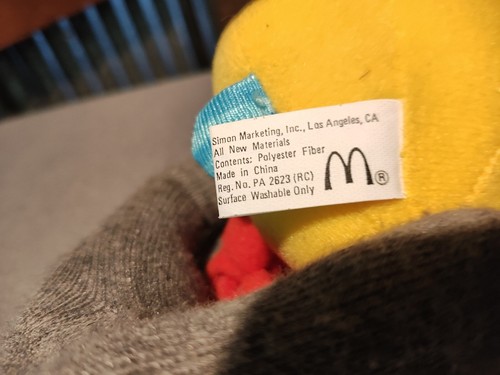 Simon Marketing, Inc., Los Angeles, CA
All New Materials
Contents: Polyester Fiber
Made in China
Reg. No. PA 2623 (RC)
Surface Washable Only
M®